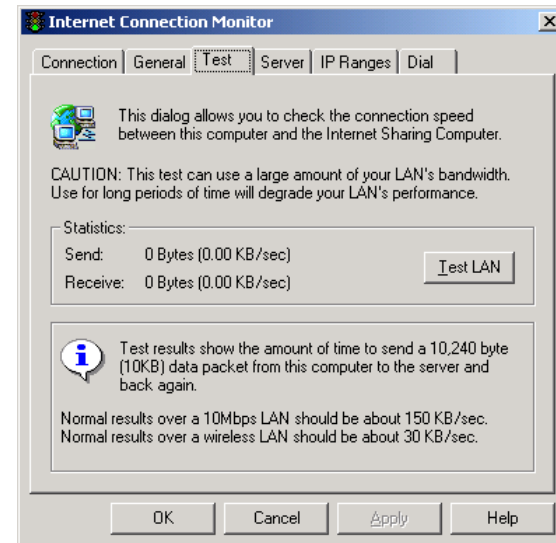 Internet Connection Monitor
Connection General Test Server IP Ranges Dial
This dialog allows you to check the connection speed
between this computer and the Internet Sharing Computer.
CAUTION: This test can use a large amount of your LAN's bandwidth.
Use for long periods of time will degrade your LAN's performance.
Statistics:
Send: 0 Bytes (0.00 KB/sec)
Test LAN
Receive: 0 Bytes (0.00 KB/sec)
Test results show the amount of time to send a 10,240 byte
(10KB) data packet from this computer to the server and
back again.
Normal results over a 10Mbps LAN should be about 150 KB/sec.
Normal results over a wireless LAN should be about 30 KB/sec.
OK Cancel Apply Help